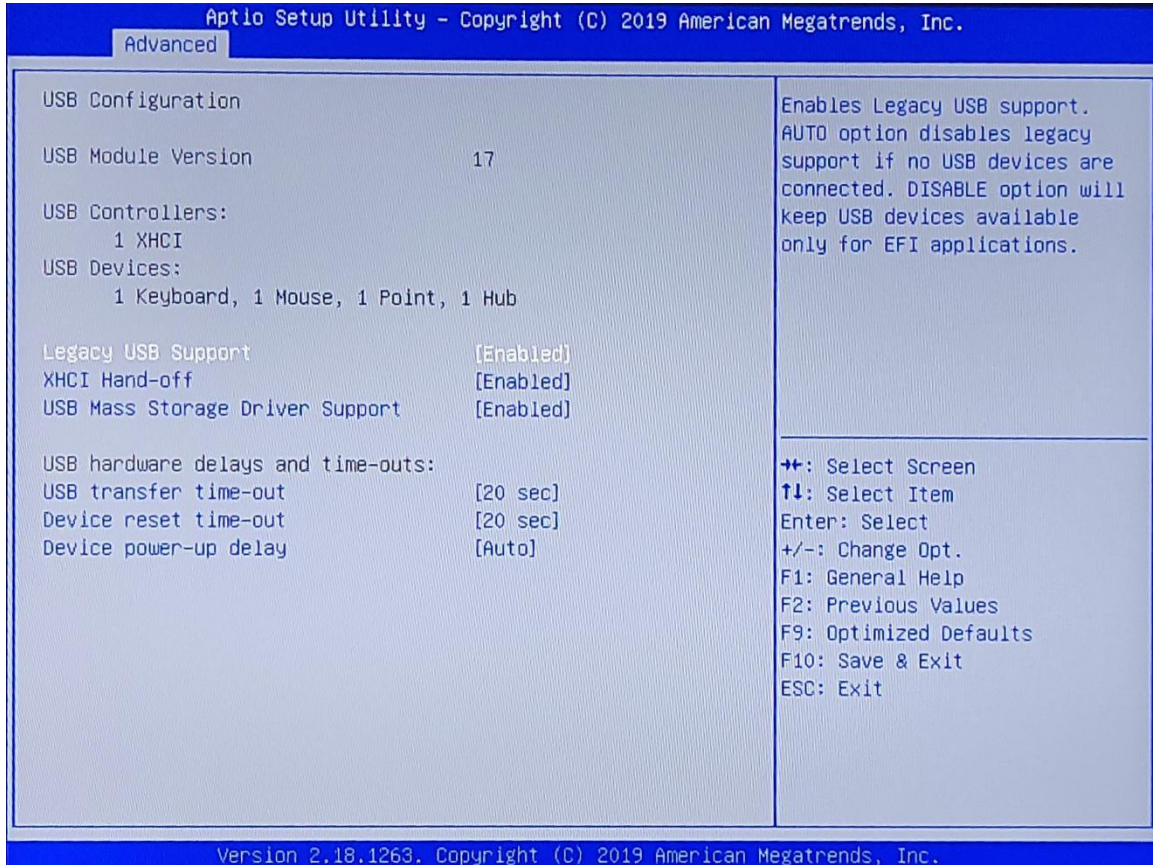 Aptio Setup Utility – Copyright (C) 2019 American Megatrends, Inc.
Advanced
USB Configuration
USB Module Version 17
USB Controllers:
1 XHCI
USB Devices:
1 Keyboard, 1 Mouse, 1 Point, 1 Hub
Legacy USB Support [Enabled]
XHCI Hand-off [Enabled]
USB Mass Storage Driver Support [Enabled]
USB hardware delays and time-outs:
USB transfer time-out [20 sec]
Device reset time-out [20 sec]
Device power-up delay [Auto]
Enables Legacy USB support.
AUTO option disables legacy
support if no USB devices are
connected. DISABLE option will
keep USB devices available
only for EFI applications.
→←: Select Screen
↑↓: Select Item
Enter: Select
+/-: Change Opt.
F1: General Help
F2: Previous Values
F9: Optimized Defaults
F10: Save & Exit
ESC: Exit
Version 2.18.1263. Copyright (C) 2019 American Megatrends, Inc.